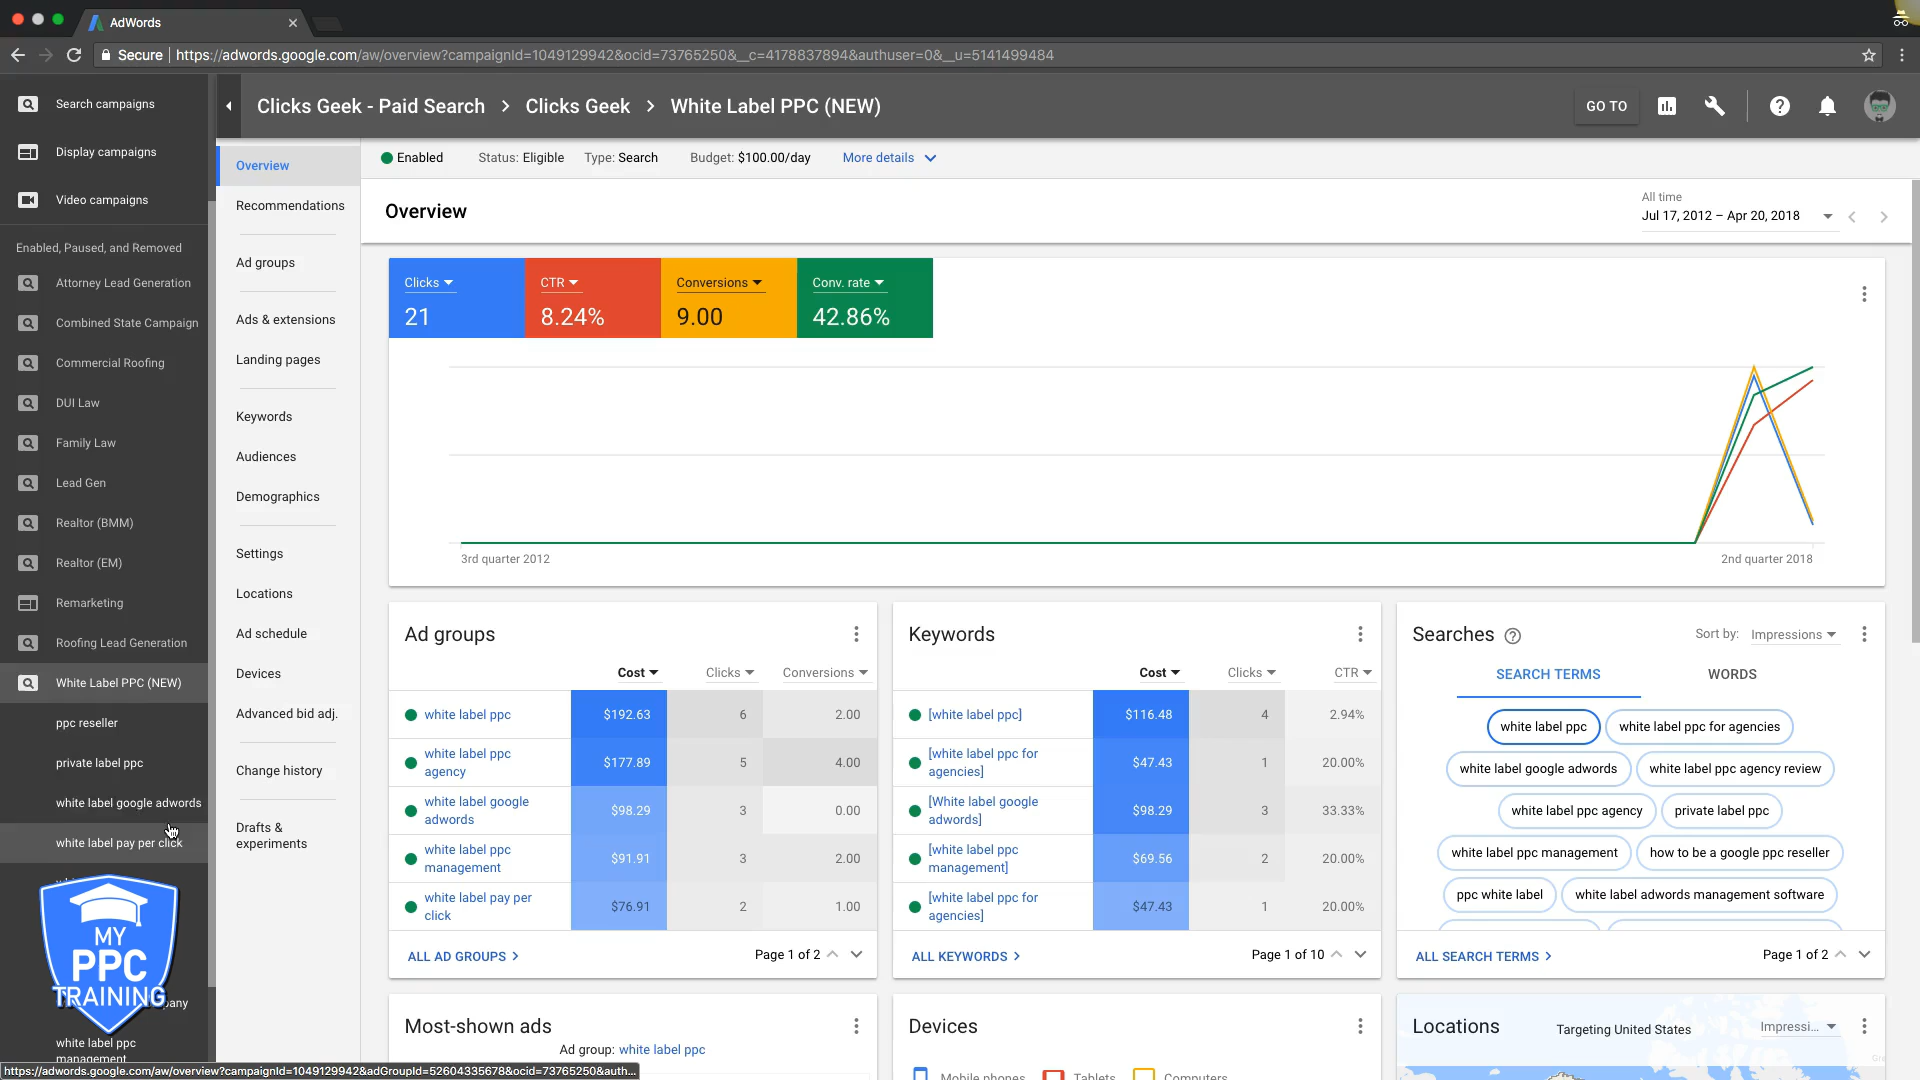 AdWords
Secure
https://adwords.google.com/aw/overview?campaignId=1049129942&ocid=73765250&__c=4178837894&authuser=0&__u=5141499484
Search campaigns
Display campaigns
Video campaigns
Enabled, Paused, and Removed
Attorney Lead Generation
Combined State Campaign
Commercial Roofing
DUI Law
Family Law
Lead Gen
Realtor (BMM)
Realtor (EM)
Remarketing
Roofing Lead Generation
White Label PPC (NEW)
ppc reseller
private label ppc
white label google adwords
white label pay per click
MY
PPC
TRAINING
white label ppc
management
https://adwords.google.com/aw/overview?campaignId=1049129942&adGroupId=52604335678&ocid=73765250&auth...
Clicks Geek - Paid Search > Clicks Geek > White Label PPC (NEW)
GO TO
Overview
Recommendations
Ad groups
Ads & extensions
Landing pages
Keywords
Audiences
Demographics
Settings
Locations
Ad schedule
Devices
Advanced bid adj.
Change history
Drafts &
experiments
Enabled Status: Eligible Type: Search Budget: $100.00/day More details
Overview
All time
Jul 17, 2012 – Apr 20, 2018
Clicks CTR Conversions Conv. rate
21 8.24% 9.00 42.86%
3rd quarter 2012 2nd quarter 2018
Ad groups
Cost Clicks Conversions
white label ppc $192.63 6 2.00
white label ppc
agency $177.89 5 4.00
white label google
adwords $98.29 3 0.00
white label ppc
management $91.91 3 2.00
white label pay per
click $76.91 2 1.00
ALL AD GROUPS Page 1 of 2
Keywords
Cost Clicks CTR
[white label ppc] $116.48 4 2.94%
[white label ppc for
agencies] $47.43 1 20.00%
[White label google
adwords] $98.29 3 33.33%
[white label ppc
management] $69.56 2 20.00%
[white label ppc for
agencies] $47.43 1 20.00%
ALL KEYWORDS Page 1 of 10
Searches Sort by: Impressions
SEARCH TERMS WORDS
white label ppc white label ppc for agencies
white label google adwords white label ppc agency review
white label ppc agency private label ppc
white label ppc management how to be a google ppc reseller
ppc white label white label adwords management software
ALL SEARCH TERMS Page 1 of 2
Most-shown ads
Ad group: white label ppc
Devices
Mobile phones Tablets Computers
Locations Targeting United States Impressi...